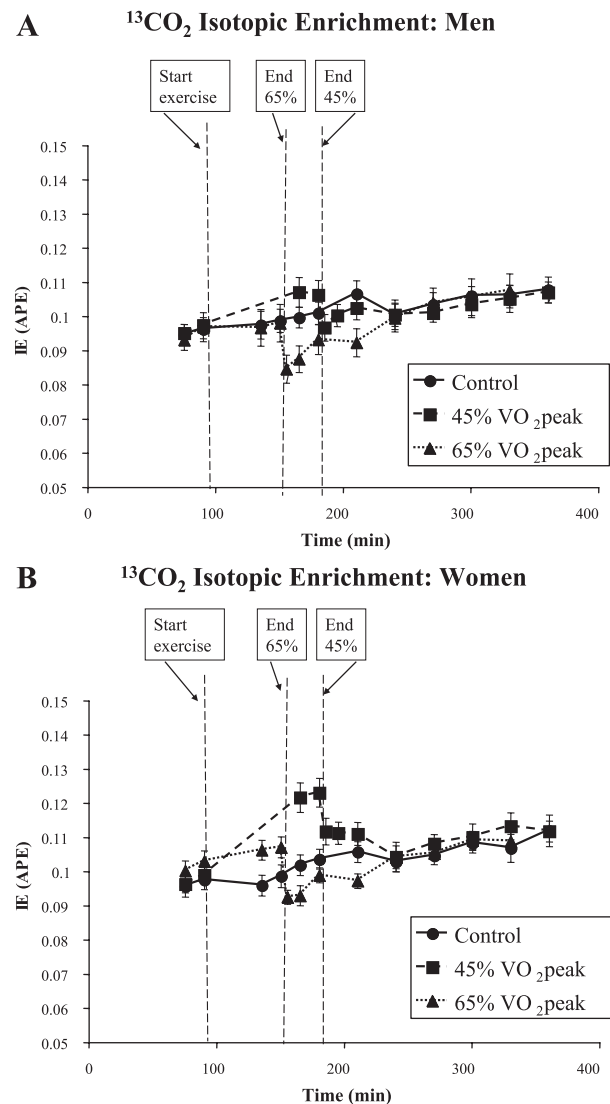 A
¹³CO₂ Isotopic Enrichment: Men
Start
exercise
End
65%
End
45%
0.15
0.14
0.13
0.12
0.11
0.1
0.09
0.08
0.07
0.06
0.05
IE (APE)
Control
45% VO₂peak
65% VO₂peak
0 100 200 300 400
Time (min)
B
¹³CO₂ Isotopic Enrichment: Women
Start
exercise
End
65%
End
45%
0.15
0.14
0.13
0.12
0.11
0.1
0.09
0.08
0.07
0.06
0.05
IE (APE)
Control
45% VO₂peak
65% VO₂peak
0 100 200 300 400
Time (min)